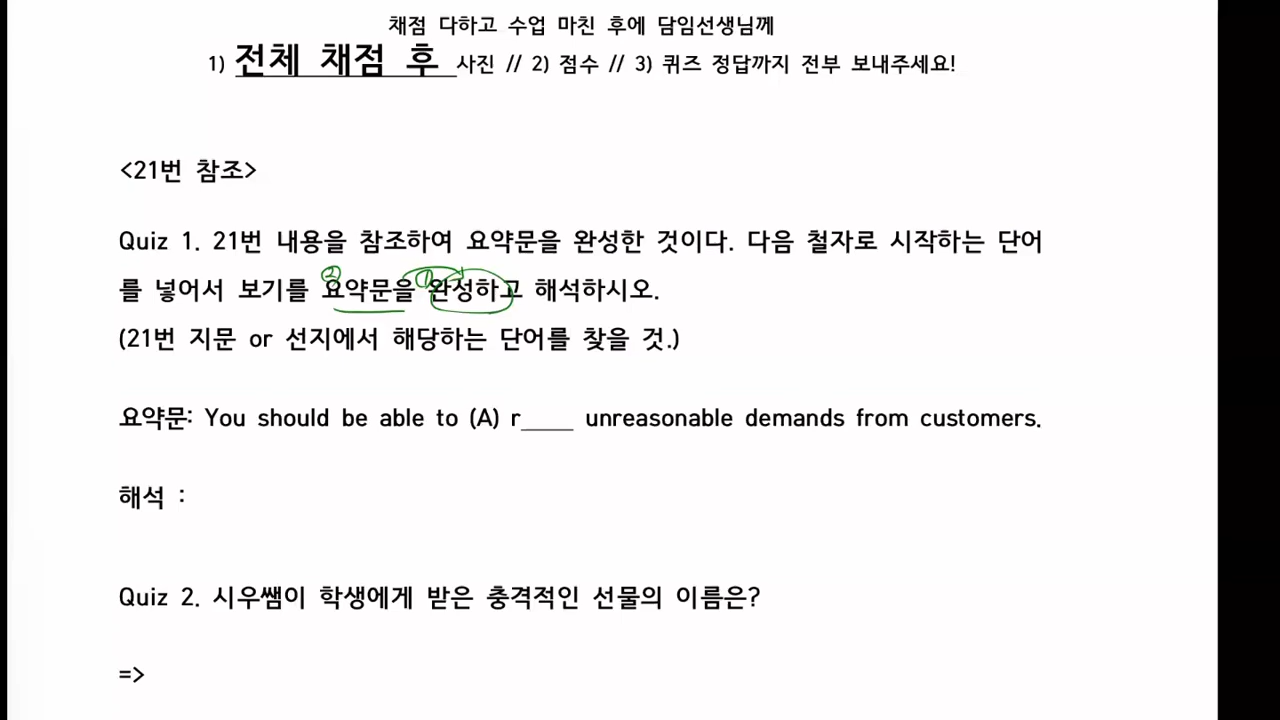 채점 다하고 수업 마친 후에 담임선생님께
1) 전체 채점 후 사진 // 2) 점수 // 3) 퀴즈 정답까지 전부 보내주세요!
<21번 참조>
Quiz 1. 21번 내용을 참조하여 요약문을 완성한 것이다. 다음 철자로 시작하는 단어
② ①
를 넣어서 보기를 요약문을 완성하고 해석하시오.
(21번 지문 or 선지에서 해당하는 단어를 찾을 것.)
요약문: You should be able to (A) r____ unreasonable demands from customers.
해석 :
Quiz 2. 시우쌤이 학생에게 받은 충격적인 선물의 이름은?
=>